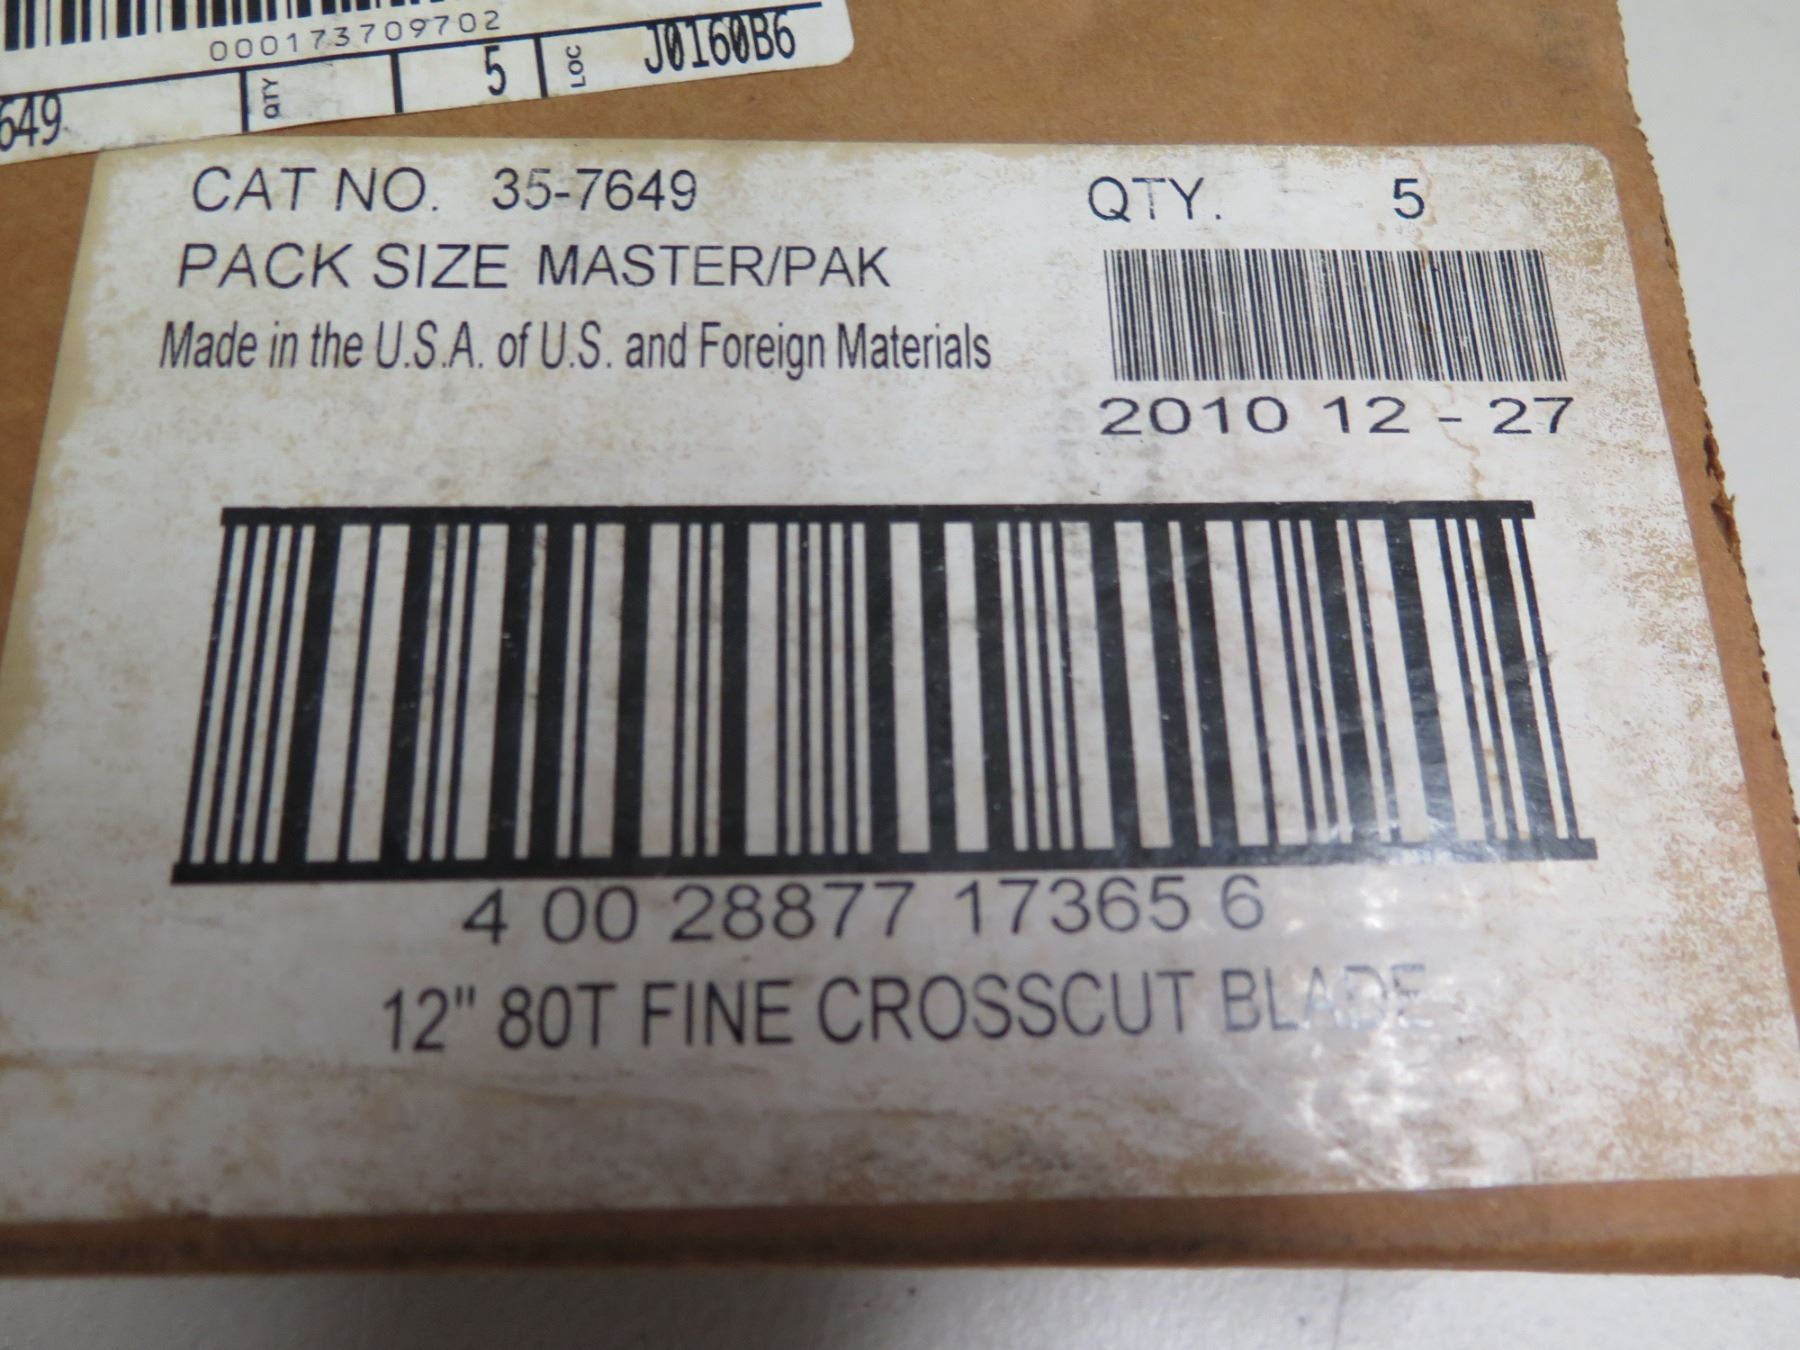 000173709702
649 QTY 5 LOC J0160B6
CAT NO. 35-7649 QTY. 5
PACK SIZE MASTER/PAK
Made in the U.S.A. of U.S. and Foreign Materials
2010 12 - 27
4 00 28877 17365 6
12" 80T FINE CROSSCUT BLADE